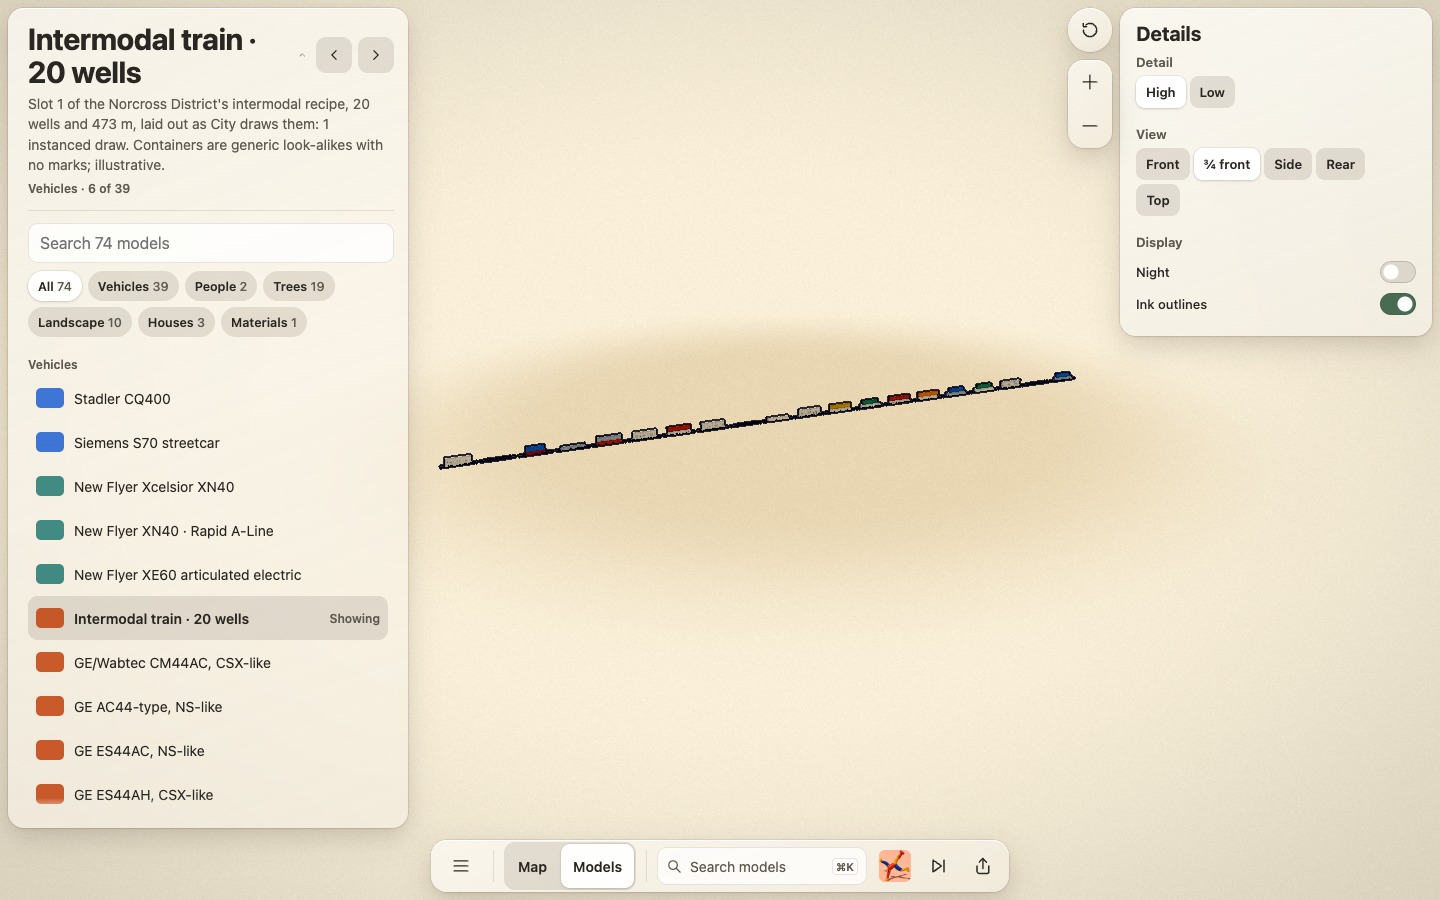 Intermodal train ·
20 wells
Slot 1 of the Norcross District's intermodal recipe, 20
wells and 473 m, laid out as City draws them: 1
instanced draw. Containers are generic look-alikes with
no marks; illustrative.
Vehicles · 6 of 39
Search 74 models
All 74
Vehicles 39
People 2
Trees 19
Landscape 10
Houses 3
Materials 1
Vehicles
Stadler CQ400
Siemens S70 streetcar
New Flyer Xcelsior XN40
New Flyer XN40 · Rapid A-Line
New Flyer XE60 articulated electric
Intermodal train · 20 wells Showing
GE/Wabtec CM44AC, CSX-like
GE AC44-type, NS-like
GE ES44AC, NS-like
GE ES44AH, CSX-like
Details
Detail
High Low
View
Front ¾ front Side Rear
Top
Display
Night
Ink outlines
Map Models Search models ⌘K